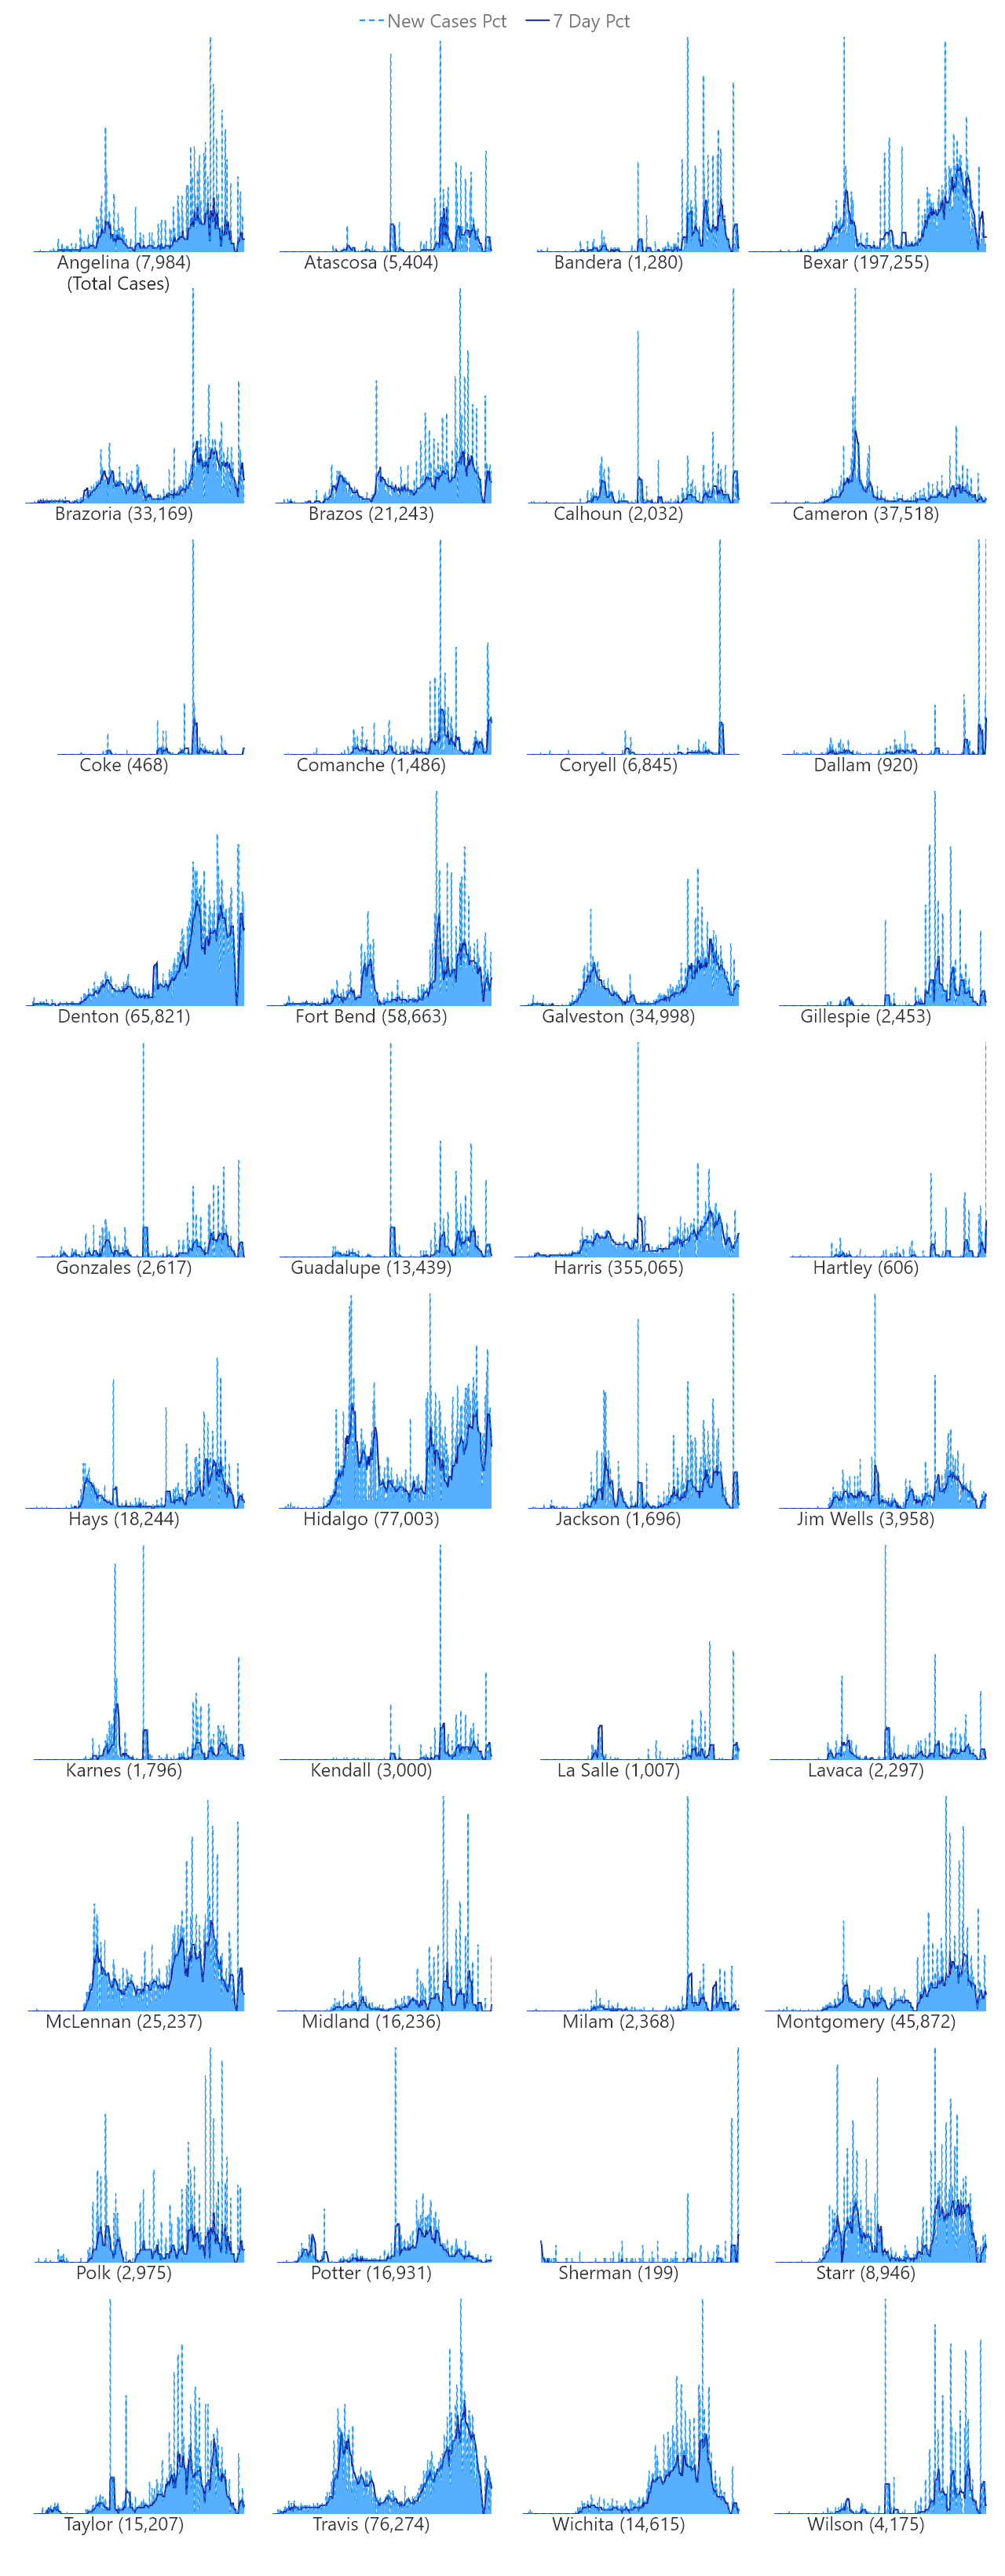 New Cases Pct 7 Day Pct
Angelina (7,984) Atascosa (5,404) Bandera (1,280) Bexar (197,255)
(Total Cases)
Brazoria (33,169) Brazos (21,243) Calhoun (2,032) Cameron (37,518)
Coke (468) Comanche (1,486) Coryell (6,845) Dallam (920)
Denton (65,821) Fort Bend (58,663) Galveston (34,998) Gillespie (2,453)
Gonzales (2,617) Guadalupe (13,439) Harris (355,065) Hartley (606)
Hays (18,244) Hidalgo (77,003) Jackson (1,696) Jim Wells (3,958)
Karnes (1,796) Kendall (3,000) La Salle (1,007) Lavaca (2,297)
McLennan (25,237) Midland (16,236) Milam (2,368) Montgomery (45,872)
Polk (2,975) Potter (16,931) Sherman (199) Starr (8,946)
Taylor (15,207) Travis (76,274) Wichita (14,615) Wilson (4,175)